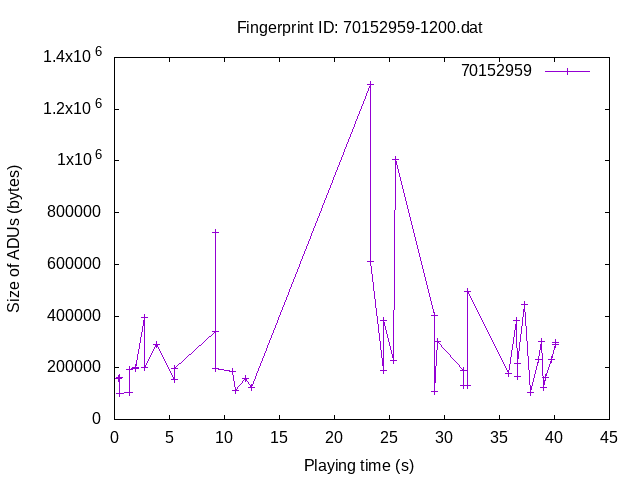 Fingerprint ID: 70152959-1200.dat
70152959
1.4x10^6
1.2x10^6
1x10^6
800000
600000
400000
200000
0
Size of ADUs (bytes)
0 5 10 15 20 25 30 35 40 45
Playing time (s)